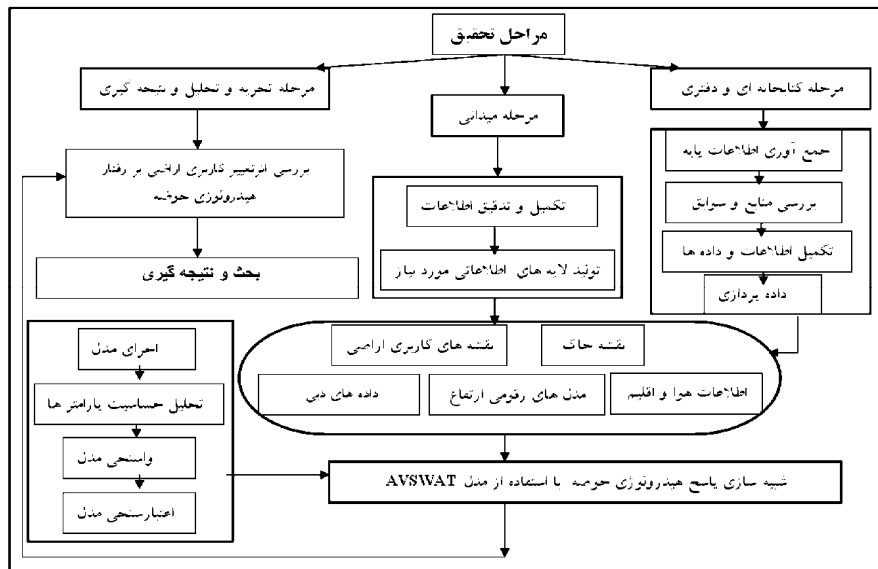 مراحل تحقیق
مرحله کتابخانه ای و دفتری
مرحله میدانی
مرحله تجزیه و تحلیل و نتیجه گیری
جمع آوری اطلاعات پایه
بررسی منابع و سوابق
تکمیل اطلاعات و داده ها
داده پردازی
تکمیل و تدقیق اطلاعات
تولید لایه های اطلاعاتی مورد نیاز
بررسی اثرتغییر کاربری اراضی بر رفتار
هیدرولوژی حوضه
بحث و نتیجه گیری
نقشه خاک
نقشه های کاربری اراضی
اطلاعات هوا و اقلیم
مدل های رقومی ارتفاع
داده های دبی
اجرای مدل
تحلیل حساسیت پارامتر ها
واسنجی مدل
اعتبارسنجی مدل
شبیه سازی پاسخ هیدرولوژی حوضه با استفاده از مدل AVSWAT